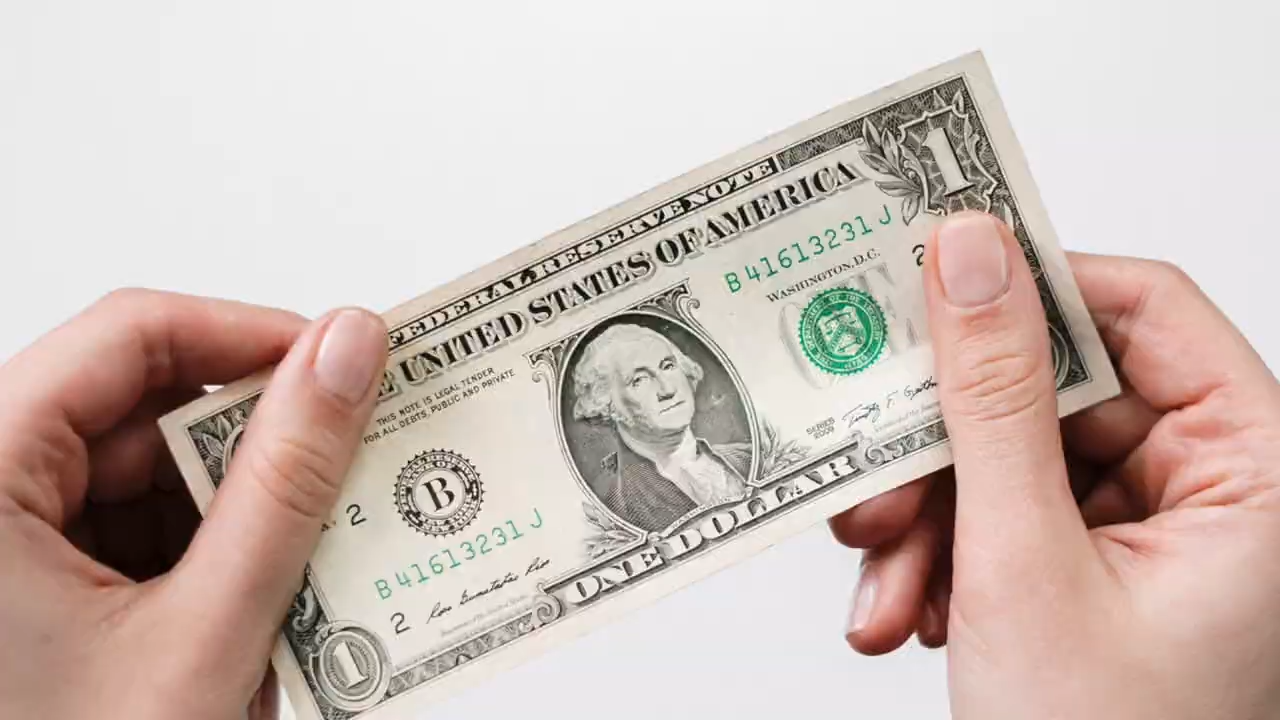 FEDERAL RESERVE NOTE
UNITED STATES OF AMERICA
1
THIS NOTE IS LEGAL TENDER
FOR ALL DEBTS, PUBLIC AND PRIVATE
B 41613231 J
WASHINGTON, D.C.
2
B
2
B 41613231 J
SERIES
2009
2
ONE DOLLAR
1